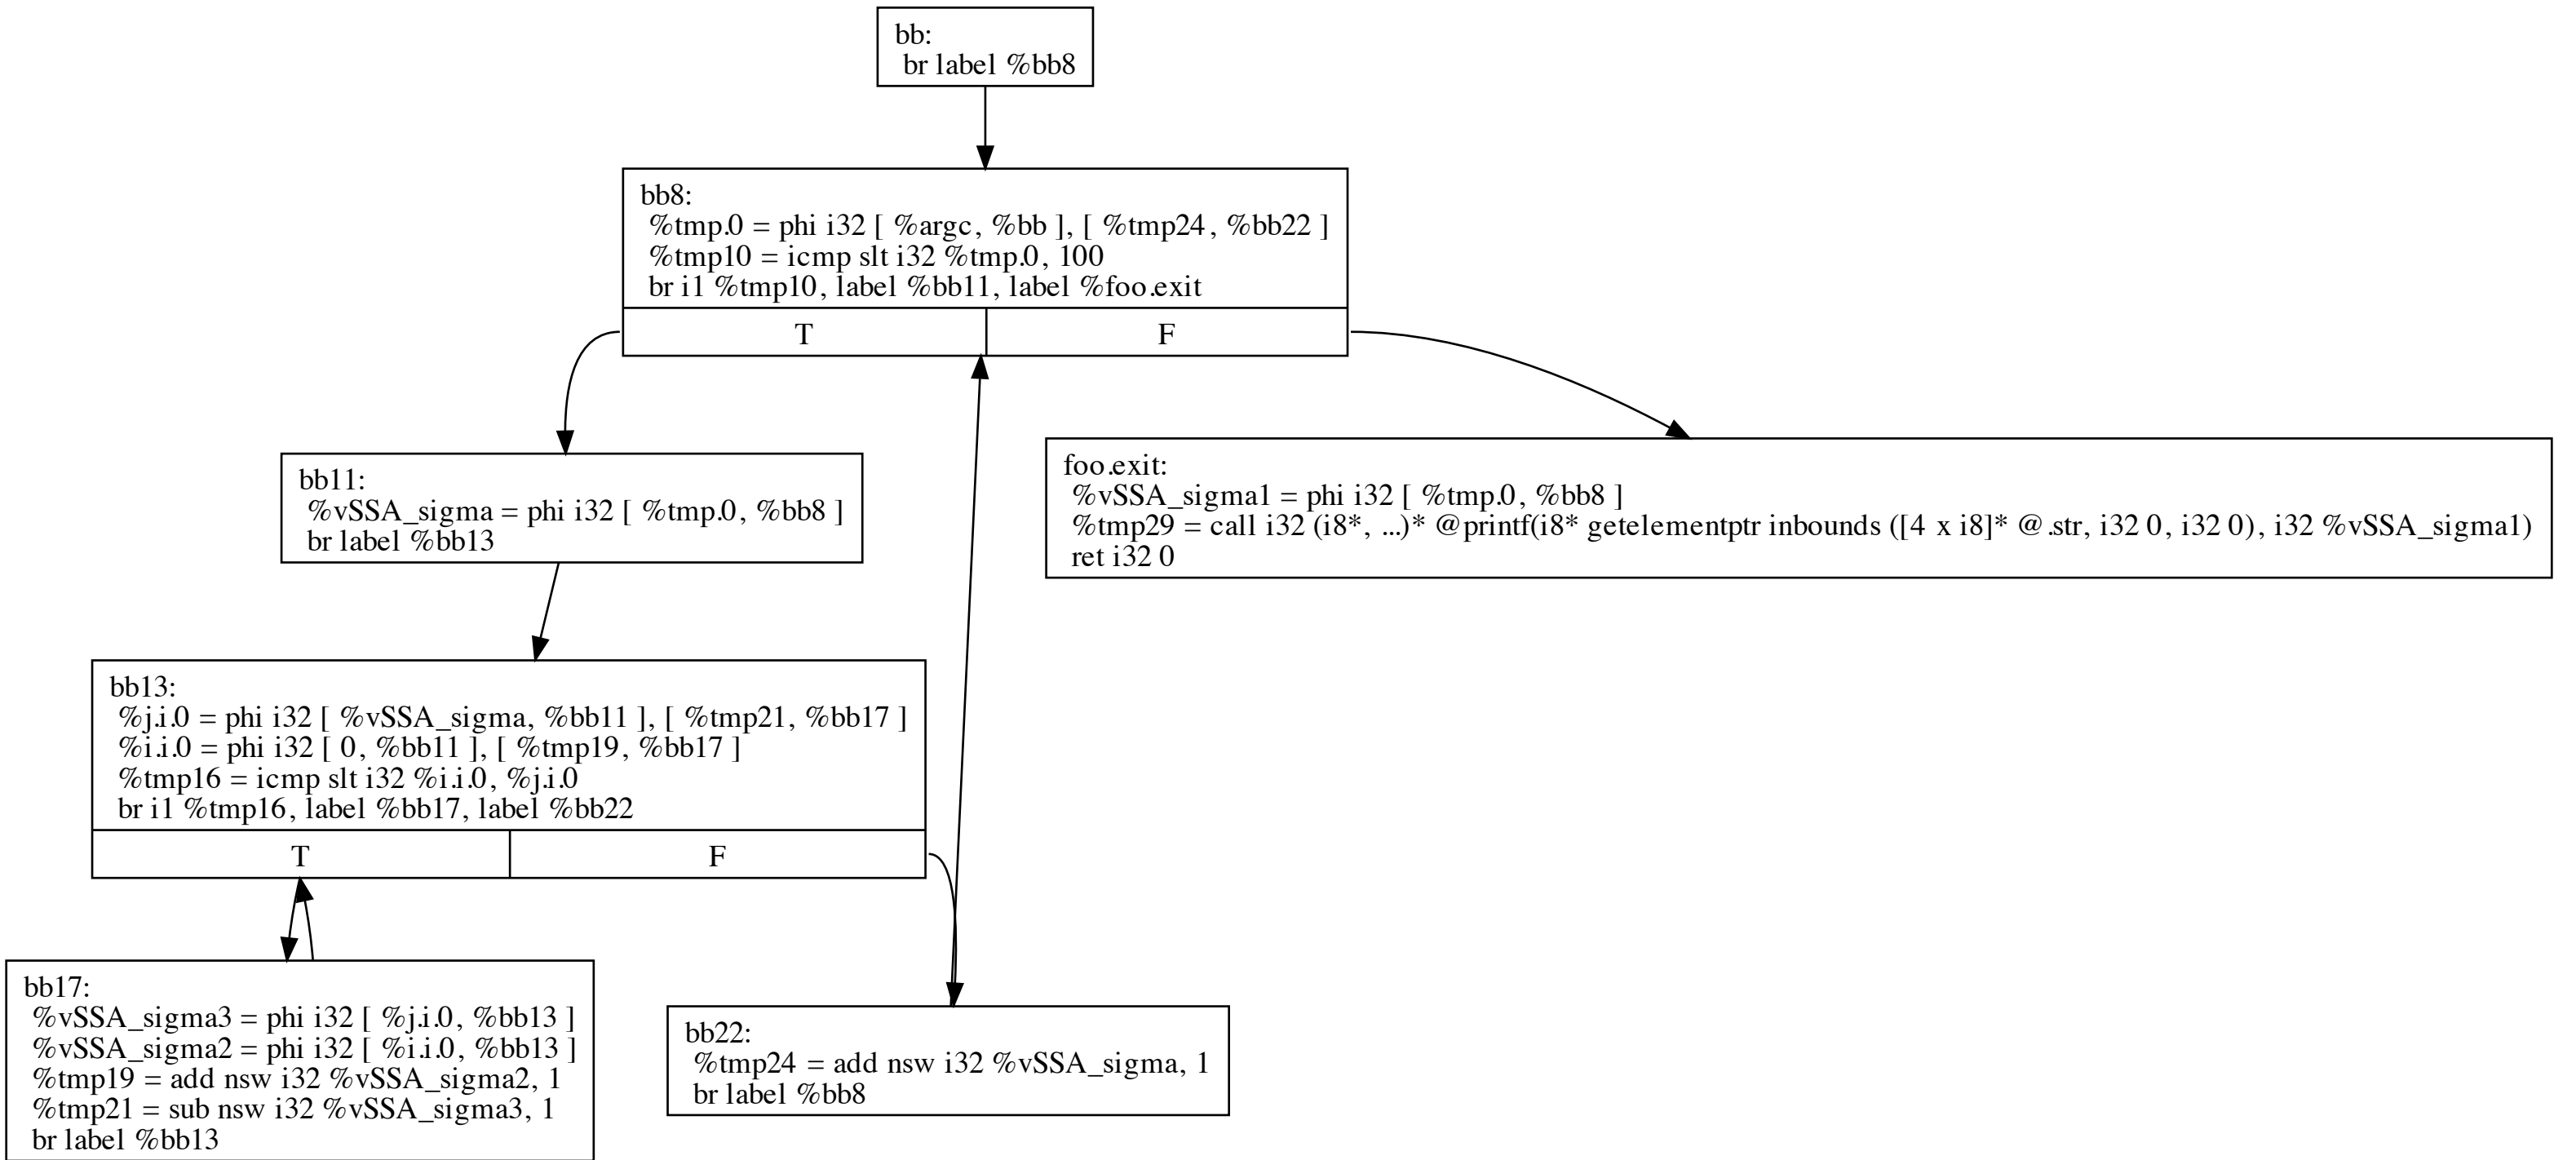 bb:
br label %bb8
bb8:
%tmp.0 = phi i32 [ %argc, %bb ], [ %tmp24, %bb22 ]
%tmp10 = icmp slt i32 %tmp.0, 100
br i1 %tmp10, label %bb11, label %foo.exit
T F
bb11:
%vSSA_sigma = phi i32 [ %tmp.0, %bb8 ]
br label %bb13
foo.exit:
%vSSA_sigma1 = phi i32 [ %tmp.0, %bb8 ]
%tmp29 = call i32 (i8*, ...)* @printf(i8* getelementptr inbounds ([4 x i8]* @.str, i32 0, i32 0), i32 %vSSA_sigma1)
ret i32 0
bb13:
%j.i.0 = phi i32 [ %vSSA_sigma, %bb11 ], [ %tmp21, %bb17 ]
%i.i.0 = phi i32 [ 0, %bb11 ], [ %tmp19, %bb17 ]
%tmp16 = icmp slt i32 %i.i.0, %j.i.0
br i1 %tmp16, label %bb17, label %bb22
T F
bb17:
%vSSA_sigma3 = phi i32 [ %j.i.0, %bb13 ]
%vSSA_sigma2 = phi i32 [ %i.i.0, %bb13 ]
%tmp19 = add nsw i32 %vSSA_sigma2, 1
%tmp21 = sub nsw i32 %vSSA_sigma3, 1
br label %bb13
bb22:
%tmp24 = add nsw i32 %vSSA_sigma, 1
br label %bb8